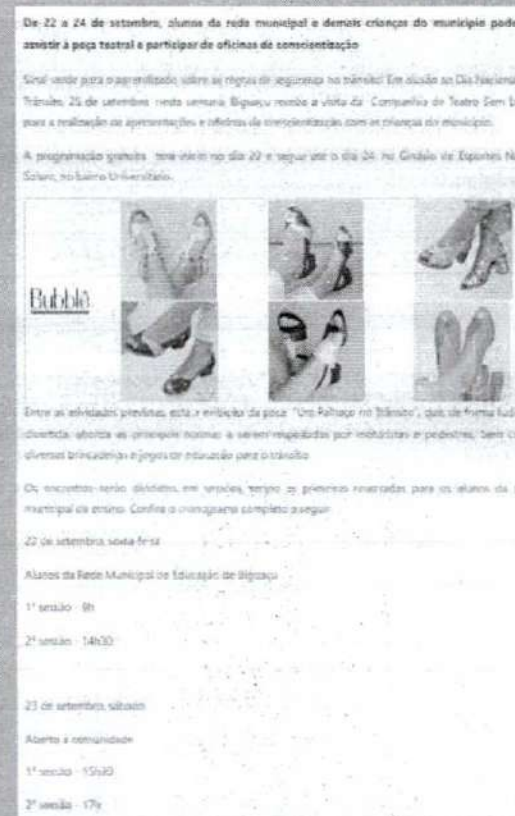 De 22 a 24 de setembro, alunos da rede municipal e demais crianças do município pode
assistir à peça teatral e participar de oficinas de conscientização
Sinal verde para o aprendizado sobre as regras de segurança no trânsito! Em alusão ao Dia Naciona
Trânsito, 25 de setembro, nesta semana, Biguaçu recebe a visita da Companhia de Teatro Sem
para a realização de apresentações e oficinas de conscientização com as crianças do município.
A programação gratuita tem início no dia 22 e segue até o dia 24, no Ginásio de Esportes
no bairro Universitário.
Bubblê
Entre as atividades previstas, está a exibição da peça "Um Palhaço no Trânsito", que, de forma
divertida, aborda as principais normas a serem respeitadas por motoristas e pedestres, bem
diversas brincadeiras e jogos de educação para o trânsito.
Os encontros serão divididos em sessões, sendo as primeiras reservadas para os alunos da
municipal de ensino. Confira o cronograma completo a seguir
22 de setembro, sexta-feira
Alunos da Rede Municipal de Educação de Biguaçu
1ª sessão - 9h
2ª sessão - 14h30
23 de setembro, sábado
Aberto à comunidade
1ª sessão - 15h30
2ª sessão - 17h